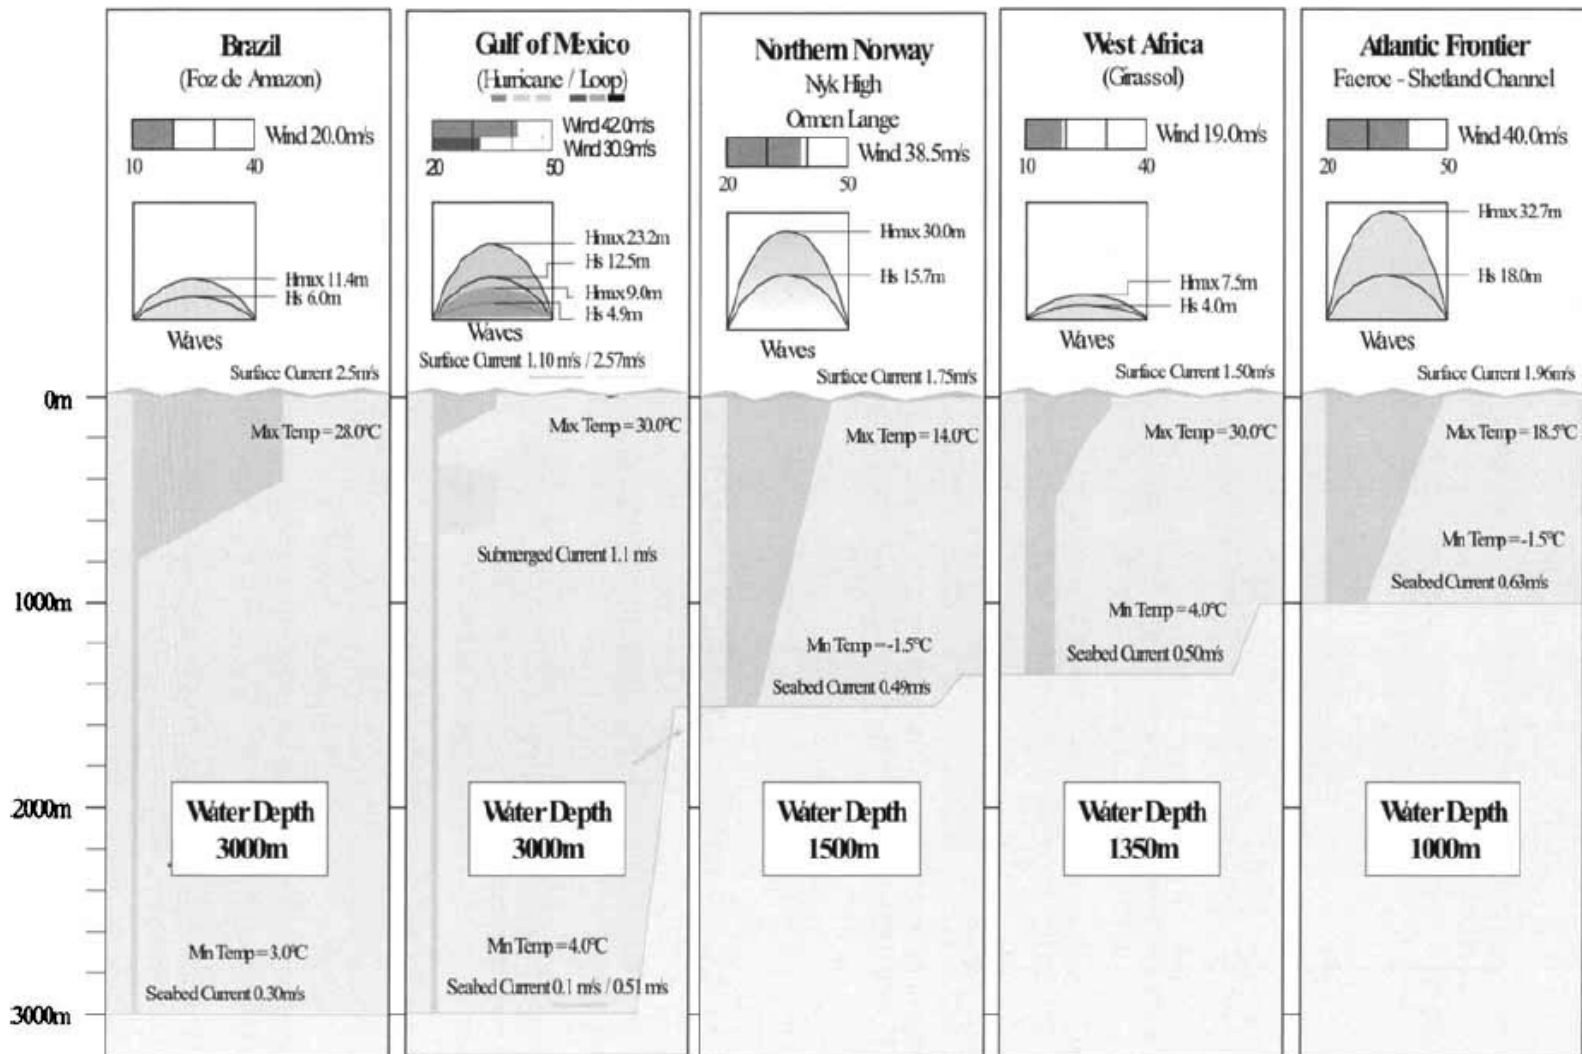 Brazil
(Foz de Amazon)
Wind 20.0m/s
10 40
Hmax 11.4m
Hs 6.0m
Waves
Surface Current 2.5m/s
Max Temp = 28.0°C
Water Depth
3000m
Min Temp = 3.0°C
Seabed Current 0.30m/s
Gulf of Mexico
(Hurricane / Loop)
Wind 42.0m/s
Wind 30.9m/s
20 50
Hmax 23.2m
Hs 12.5m
Hmax 9.0m
Hs 4.9m
Waves
Surface Current 1.10 m/s / 2.57m/s
Max Temp = 30.0°C
Submerged Current 1.1 m/s
Water Depth
3000m
Min Temp = 4.0°C
Seabed Current 0.1 m/s / 0.51 m/s
Northern Norway
Nyk High
Ormen Lange
Wind 38.5m/s
20 50
Hmax 30.0m
Hs 15.7m
Waves
Surface Current 1.75m/s
Max Temp = 14.0°C
Min Temp = -1.5°C
Seabed Current 0.49m/s
Water Depth
1500m
West Africa
(Girassol)
Wind 19.0m/s
10 40
Hmax 7.5m
Hs 4.0m
Waves
Surface Current 1.50m/s
Max Temp = 30.0°C
Min Temp = 4.0°C
Seabed Current 0.50m/s
Water Depth
1350m
Atlantic Frontier
Faeroe - Shetland Channel
Wind 40.0m/s
20 50
Hmax 32.7m
Hs 18.0m
Waves
Surface Current 1.96m/s
Max Temp = 18.5°C
Min Temp = -1.5°C
Seabed Current 0.63m/s
Water Depth
1000m
0m
1000m
2000m
3000m